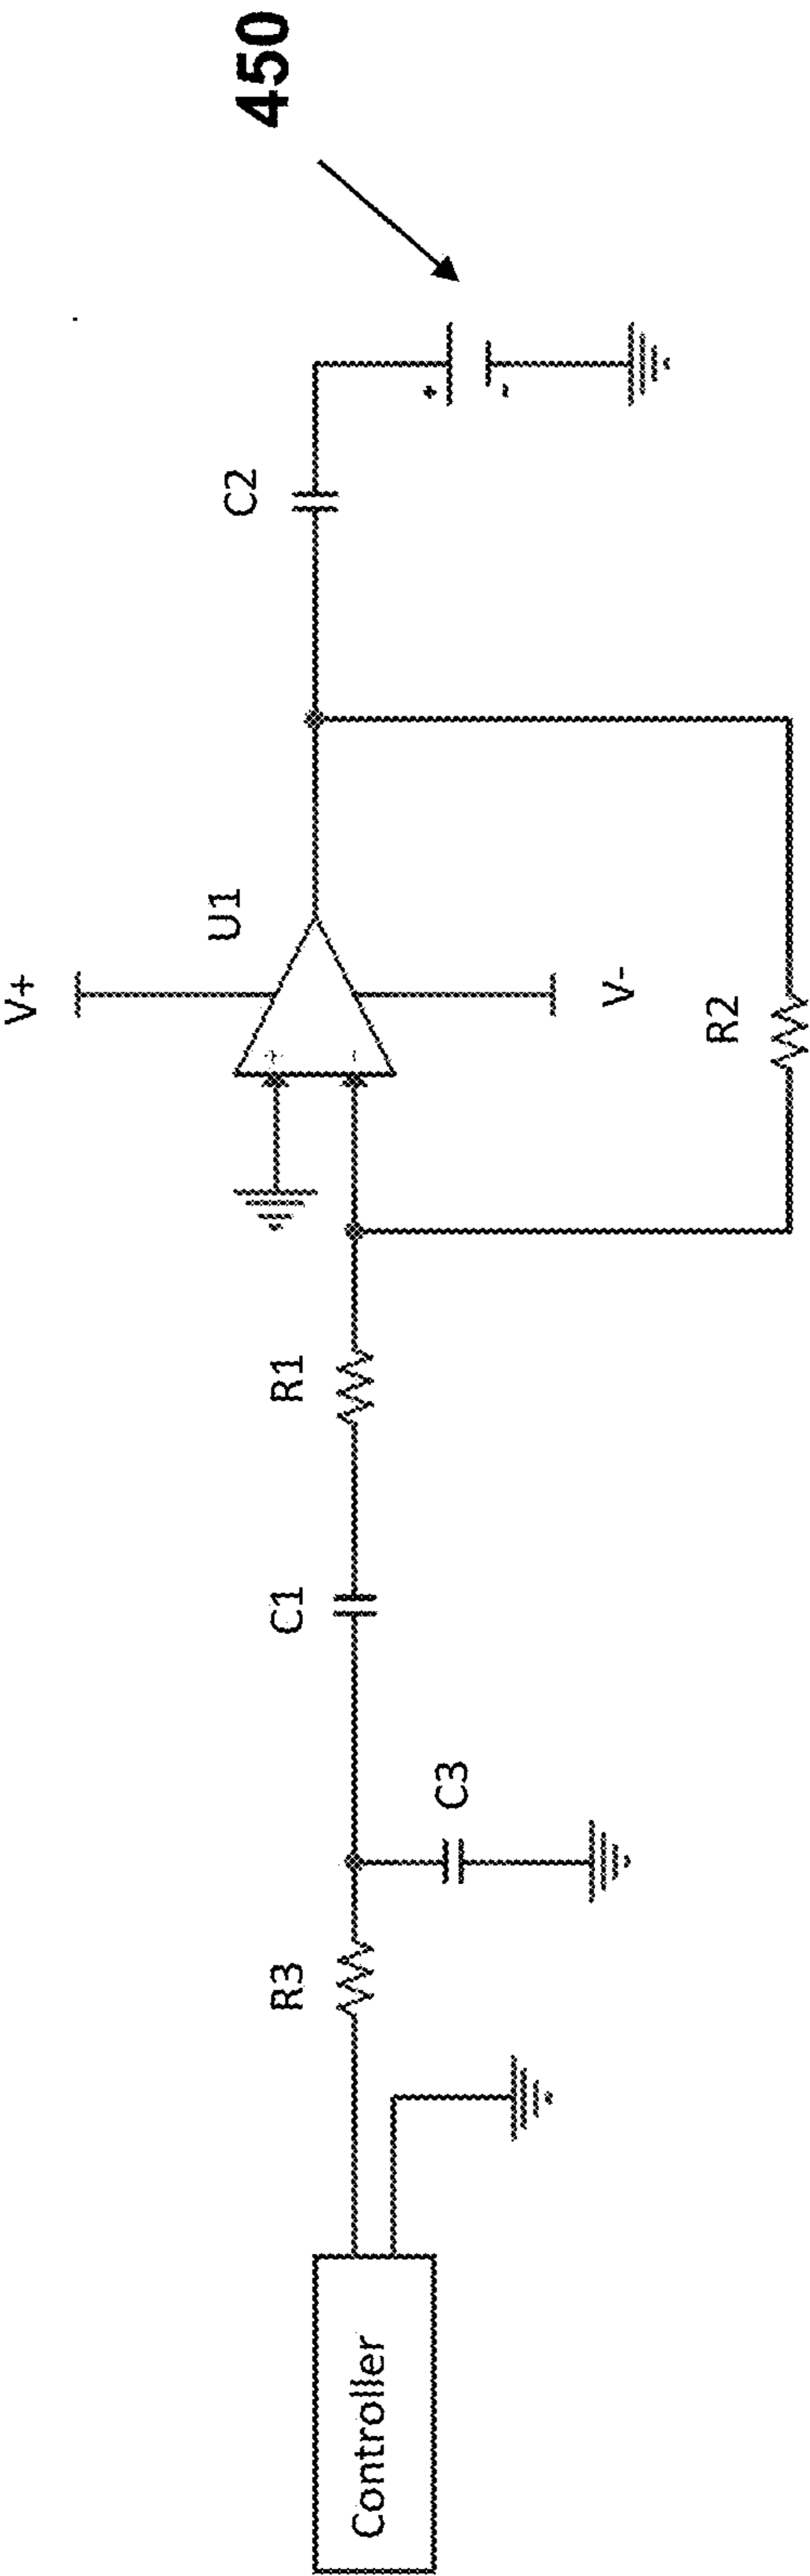 Controller
R3
C3
C1
R1
R2
V+
U1
+
-
V-
C2
+
-
450